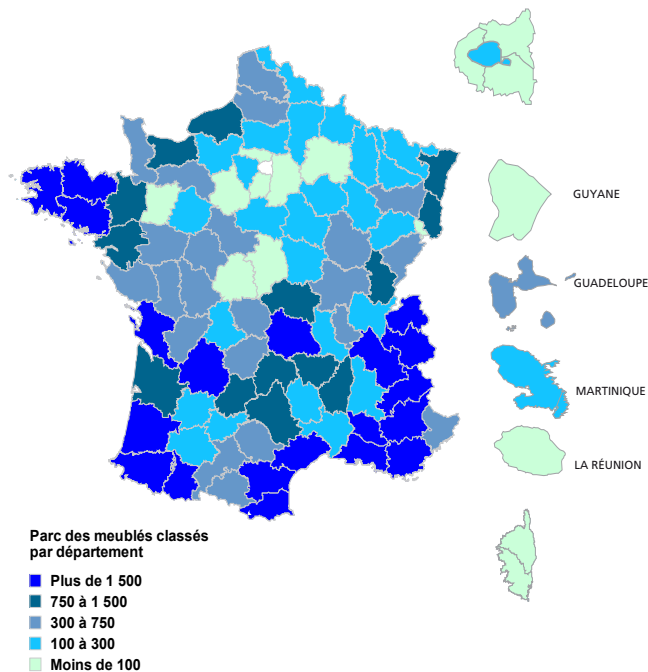 GUYANE
GUADELOUPE
MARTINIQUE
LA RÉUNION
Parc des meublés classés
par département
Plus de 1 500
750 à 1 500
300 à 750
100 à 300
Moins de 100